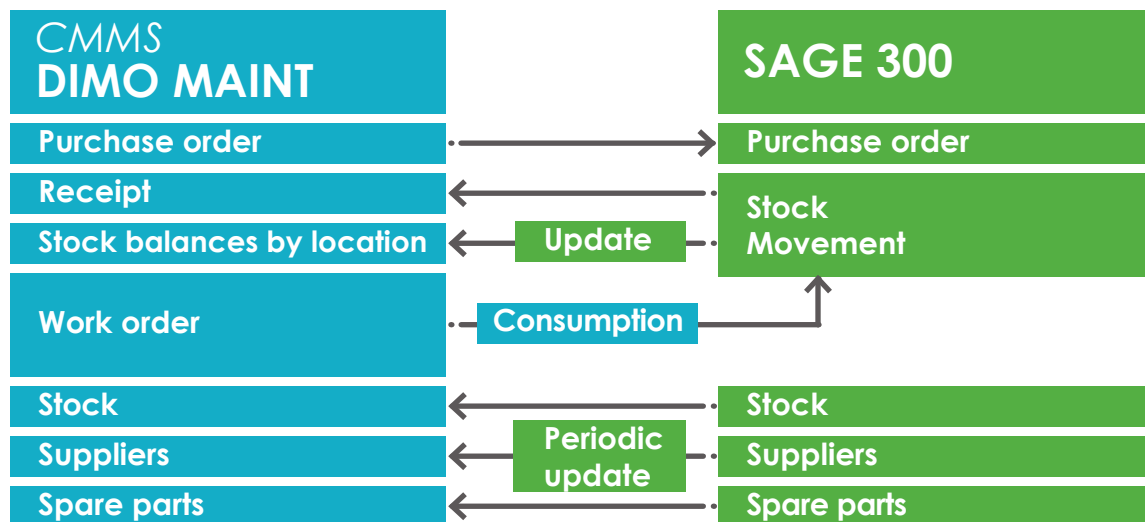 CMMS
DIMO MAINT
SAGE 300
Purchase order
Purchase order
Receipt
Stock
Movement
Stock balances by location
Update
Work order
Consumption
Stock
Stock
Suppliers
Periodic
update
Suppliers
Spare parts
Spare parts